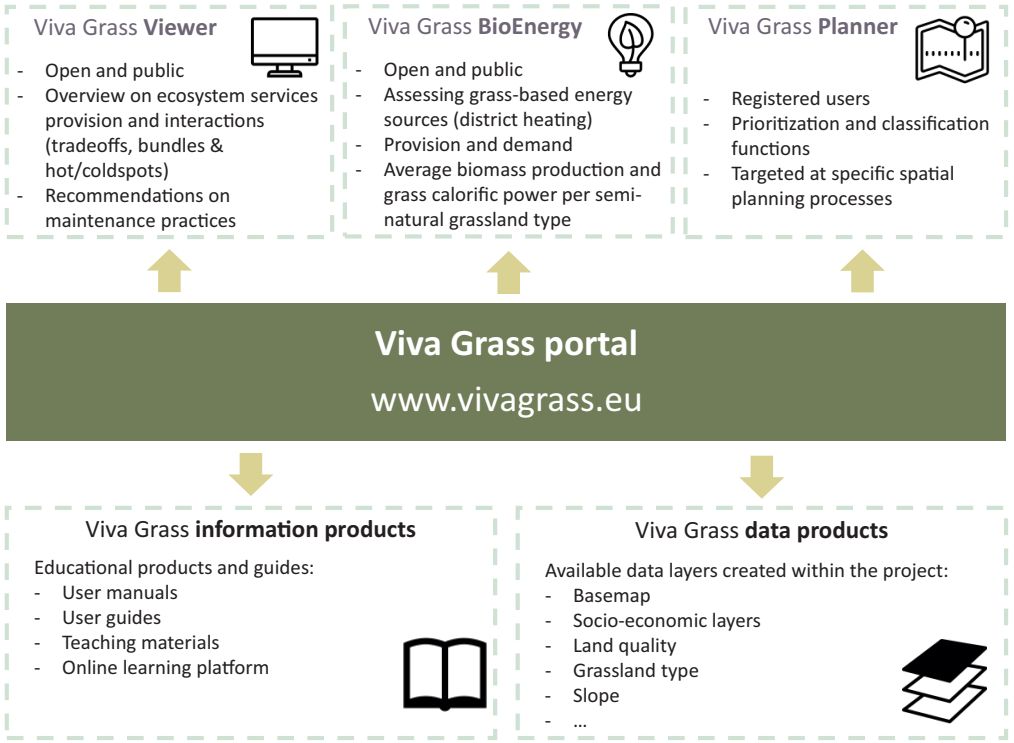 Viva Grass Viewer
- Open and public
- Overview on ecosystem services
provision and interactions
(tradeoffs, bundles &
hot/coldspots)
- Recommendations on
maintenance practices
Viva Grass BioEnergy
- Open and public
- Assessing grass-based energy
sources (district heating)
- Provision and demand
- Average biomass production and
grass calorific power per semi-
natural grassland type
Viva Grass Planner
- Registered users
- Prioritization and classification
functions
- Targeted at specific spatial
planning processes
Viva Grass portal
www.vivagrass.eu
Viva Grass information products
Educational products and guides:
- User manuals
- User guides
- Teaching materials
- Online learning platform
Viva Grass data products
Available data layers created within the project:
- Basemap
- Socio-economic layers
- Land quality
- Grassland type
- Slope
- ...